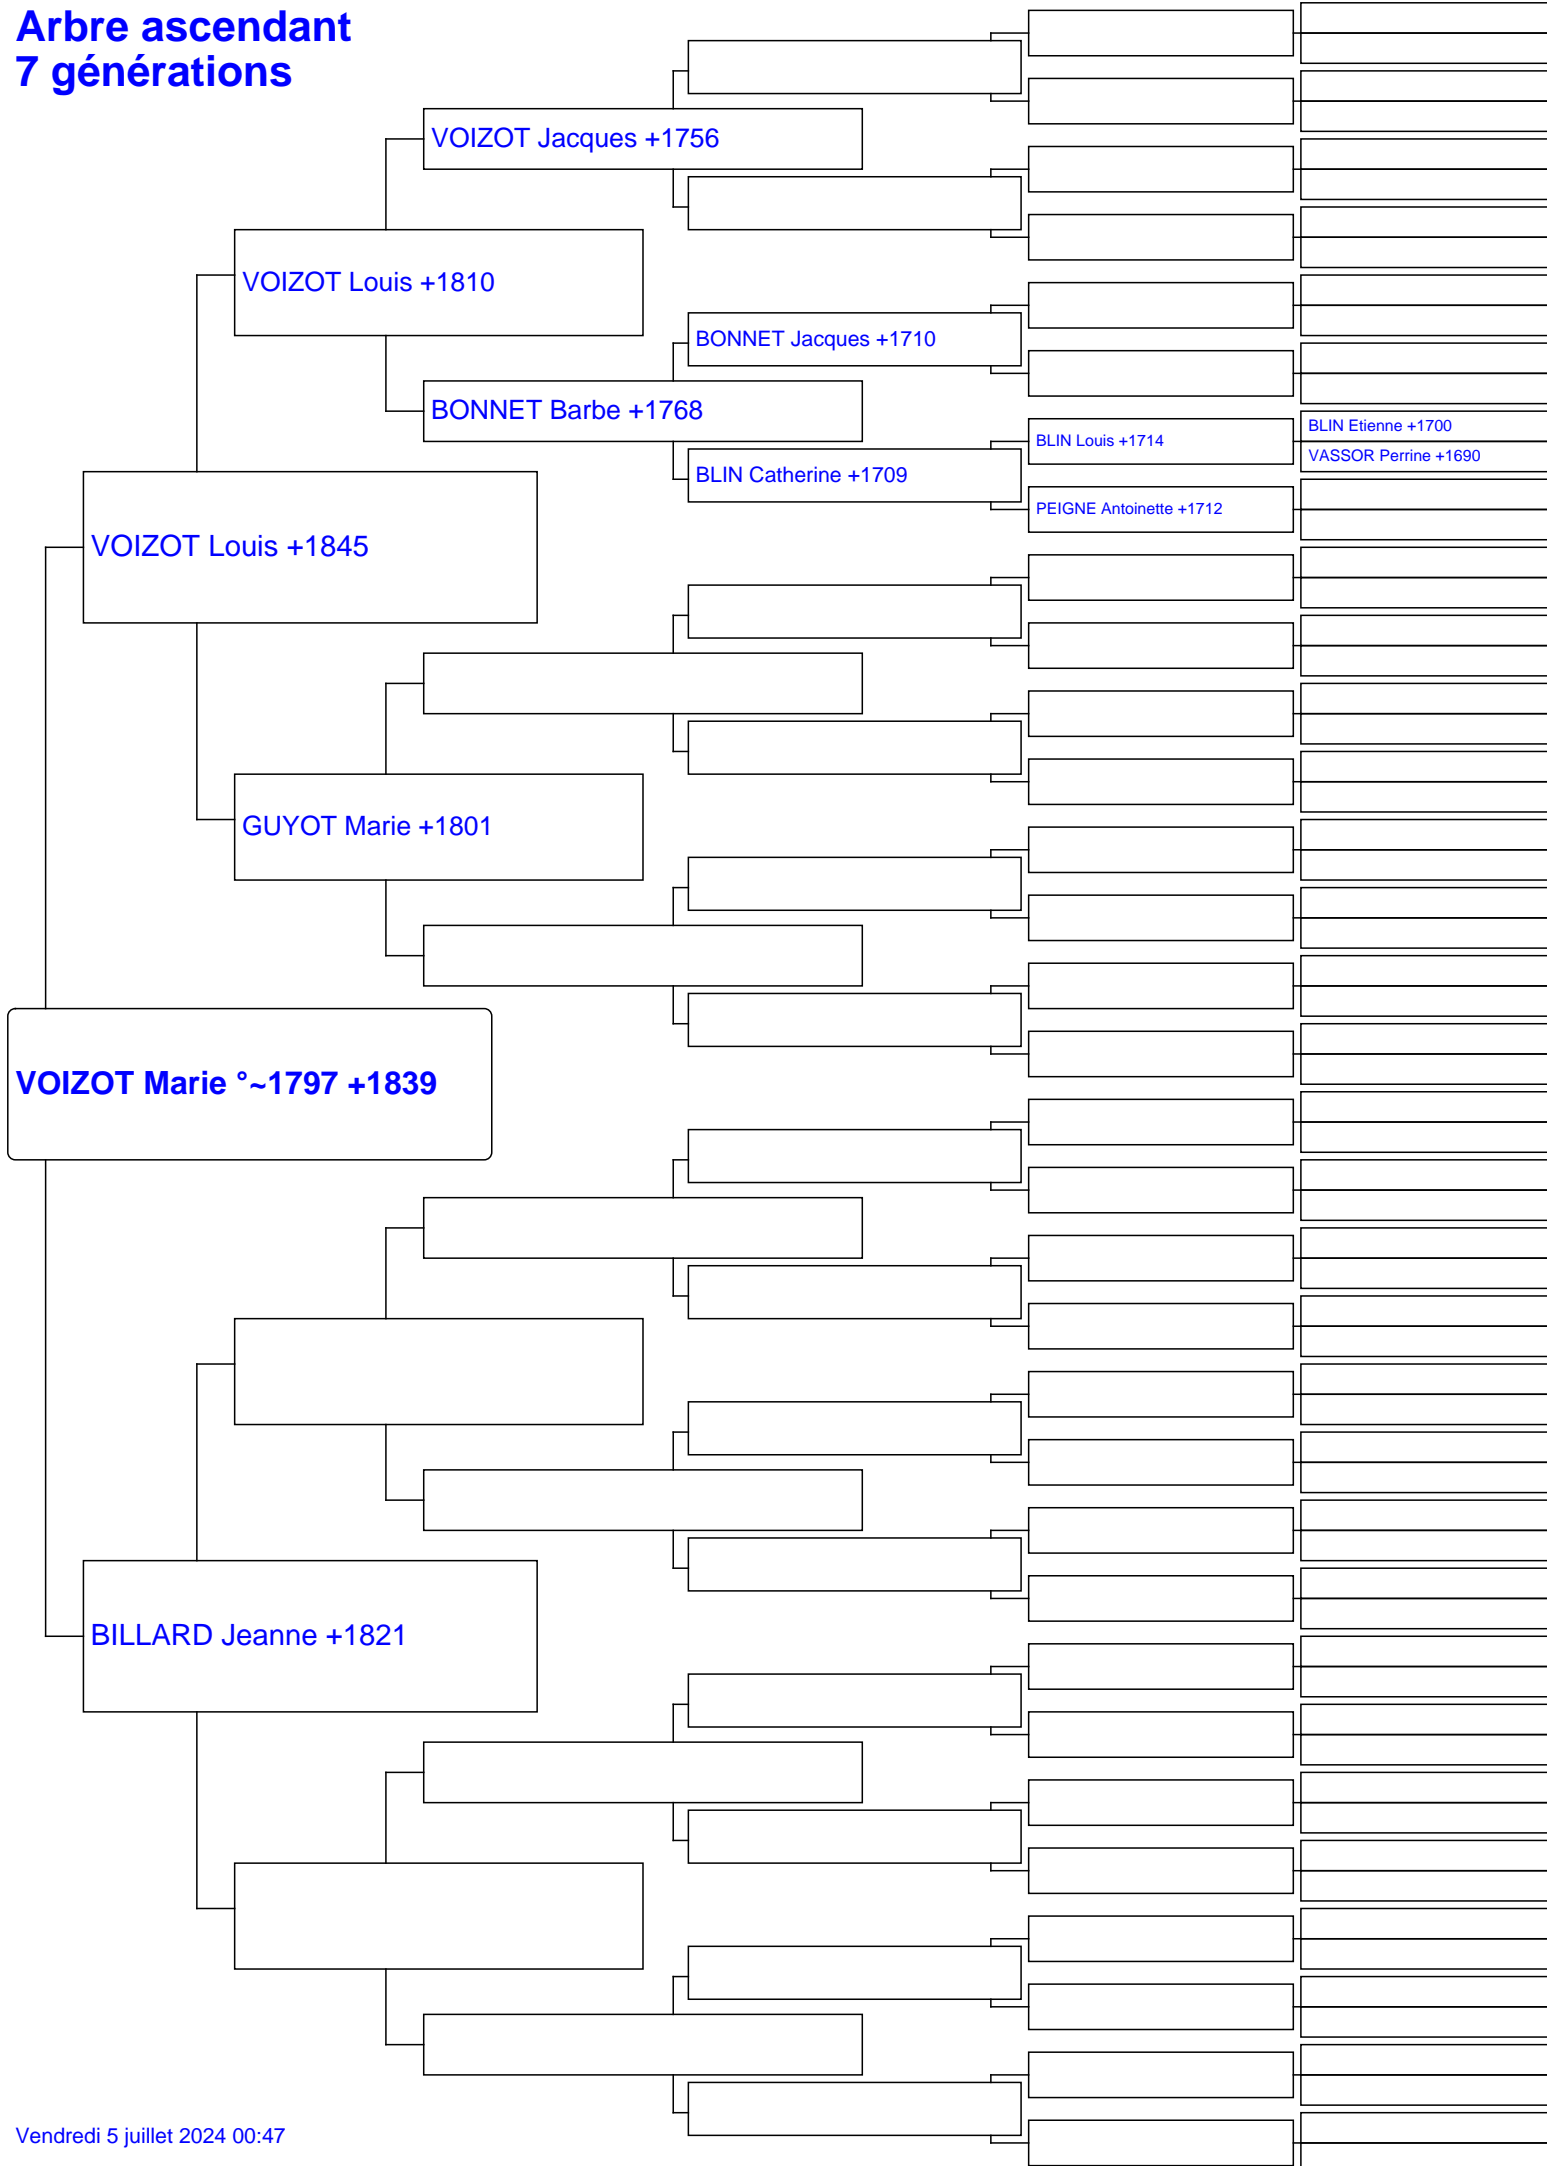 Arbre ascendant
7 générations
VOIZOT Jacques +1756
VOIZOT Louis +1810
BONNET Jacques +1710
BONNET Barbe +1768
BLIN Etienne +1700
BLIN Louis +1714
VASSOR Perrine +1690
BLIN Catherine +1709
PEIGNE Antoinette +1712
VOIZOT Louis +1845
GUYOT Marie +1801
VOIZOT Marie °~1797 +1839
BILLARD Jeanne +1821
Vendredi 5 juillet 2024 00:47